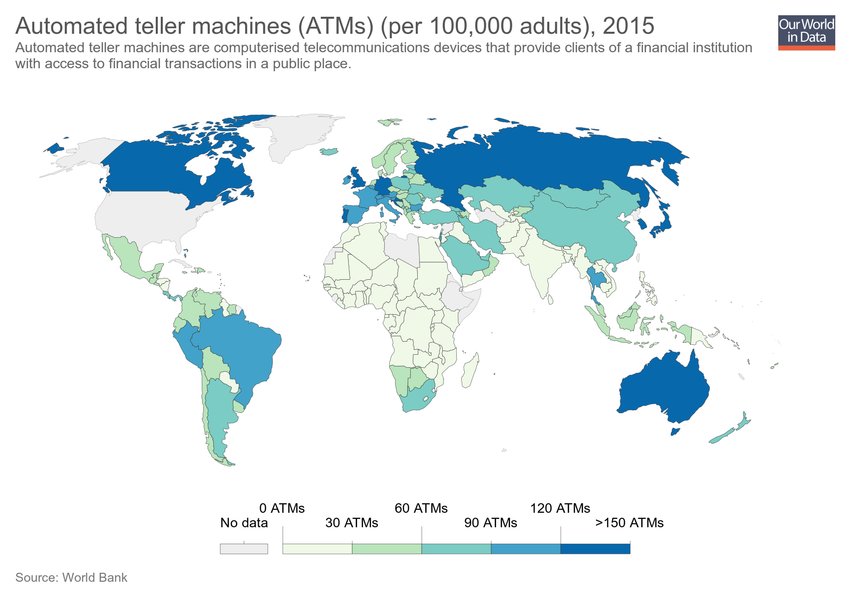 Automated teller machines (ATMs) (per 100,000 adults), 2015
Our World
in Data
Automated teller machines are computerised telecommunications devices that provide clients of a financial institution
with access to financial transactions in a public place.
0 ATMs
60 ATMs
120 ATMs
No data
30 ATMs
90 ATMs
>150 ATMs
Source: World Bank